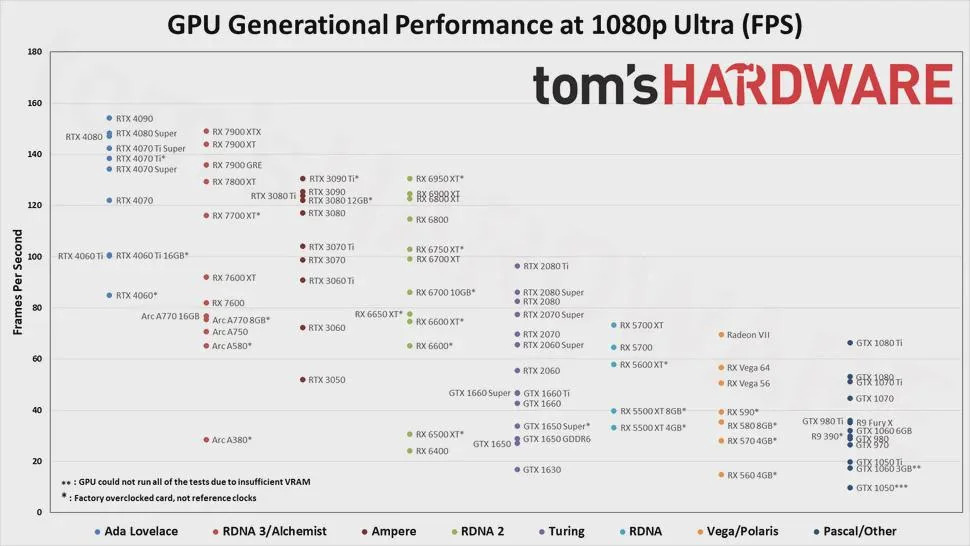 GPU Generational Performance at 1080p Ultra (FPS)
tom'sHARDWARE
Frames Per Second
180
160
140
120
100
80
60
40
20
0
RTX 4090
RTX 4080 Super
RTX 4080
RTX 4070 Ti Super
RTX 4070 Ti*
RTX 4070 Super
RTX 4070
RTX 4060 Ti
RTX 4060 Ti 16GB*
RTX 4060*
RX 7900 XTX
RX 7900 XT
RX 7900 GRE
RX 7800 XT
RX 7700 XT*
RX 7600 XT
RX 7600
Arc A770 16GB
Arc A770 8GB*
Arc A750
Arc A580*
Arc A380*
RTX 3090 Ti*
RTX 3090
RTX 3080 Ti
RTX 3080 12GB*
RTX 3080
RTX 3070 Ti
RTX 3070
RTX 3060 Ti
RTX 3060
RTX 3050
RX 6950 XT*
RX 6900 XT
RX 6800 XT
RX 6800
RX 6750 XT*
RX 6700 XT
RX 6700 10GB*
RX 6650 XT*
RX 6600 XT*
RX 6600*
RX 6500 XT*
RX 6400
RTX 2080 Ti
RTX 2080 Super
RTX 2080
RTX 2070 Super
RTX 2070
RTX 2060 Super
RTX 2060
GTX 1660 Super
GTX 1660 Ti
GTX 1660
GTX 1650 Super*
GTX 1650 GDDR6
GTX 1650
GTX 1630
RX 5700 XT
RX 5700
RX 5600 XT*
RX 5500 XT 8GB*
RX 5500 XT 4GB*
Radeon VII
RX Vega 64
RX Vega 56
RX 590*
RX 580 8GB*
RX 570 4GB*
RX 560 4GB*
GTX 1080 Ti
GTX 1080
GTX 1070 Ti
GTX 1070
GTX 980 Ti
R9 Fury X
GTX 1060 6GB
R9 390*
GTX 980
GTX 970
GTX 1050 Ti
GTX 1060 3GB**
GTX 1050***
** : GPU could not run all of the tests due to insufficient VRAM
* : Factory overclocked card, not reference clocks
Ada Lovelace
RDNA 3/Alchemist
Ampere
RDNA 2
Turing
RDNA
Vega/Polaris
Pascal/Other